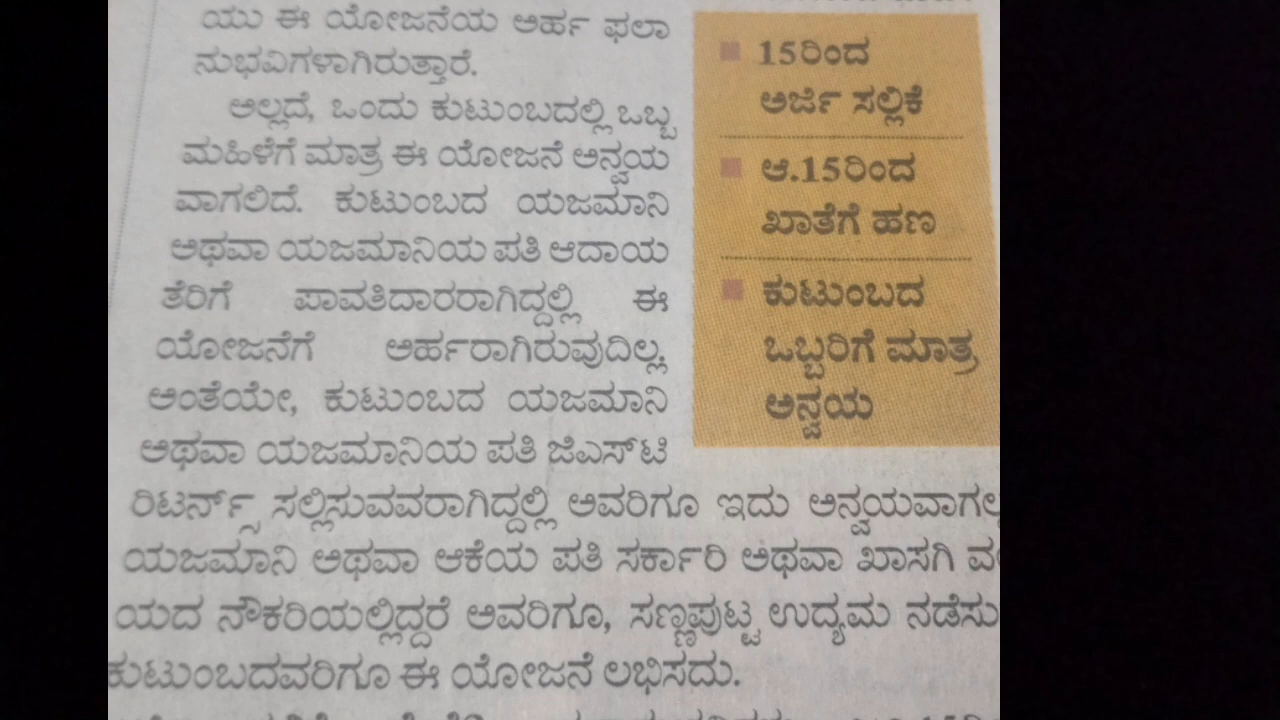 ಯು ಈ ಯೋಜನೆಯ ಅರ್ಹ ಫಲಾ
ನುಭವಿಗಳಾಗಿರುತ್ತಾರೆ.
ಅಲ್ಲದೆ, ಒಂದು ಕುಟುಂಬದಲ್ಲಿ ಒಬ್ಬ
ಮಹಿಳೆಗೆ ಮಾತ್ರ ಈ ಯೋಜನೆ ಅನ್ವಯ
ವಾಗಲಿದೆ. ಕುಟುಂಬದ ಯಜಮಾನಿ
ಅಥವಾ ಯಜಮಾನಿಯ ಪತಿ ಆದಾಯ
ತೆರಿಗೆ ಪಾವತಿದಾರರಾಗಿದ್ದಲ್ಲಿ ಈ
ಯೋಜನೆಗೆ ಅರ್ಹರಾಗಿರುವುದಿಲ್ಲ.
ಅಂತೆಯೇ, ಕುಟುಂಬದ ಯಜಮಾನಿ
ಅಥವಾ ಯಜಮಾನಿಯ ಪತಿ ಜಿಎಸ್‌ಟಿ
ರಿಟರ್ನ್ಸ್ ಸಲ್ಲಿಸುವವರಾಗಿದ್ದಲ್ಲಿ ಅವರಿಗೂ ಇದು ಅನ್ವಯವಾಗಲ್ಲ
ಯಜಮಾನಿ ಅಥವಾ ಆಕೆಯ ಪತಿ ಸರ್ಕಾರಿ ಅಥವಾ ಖಾಸಗಿ
ಯದ ನೌಕರಿಯಲ್ಲಿದ್ದರೆ ಅವರಿಗೂ, ಸಣ್ಣಪುಟ್ಟ ಉದ್ಯಮ ನಡೆಸು
ಕುಟುಂಬದವರಿಗೂ ಈ ಯೋಜನೆ ಲಭಿಸದು.
15ರಿಂದ
ಅರ್ಜಿ ಸಲ್ಲಿಕೆ
ಆ.15ರಿಂದ
ಖಾತೆಗೆ ಹಣ
ಕುಟುಂಬದ
ಒಬ್ಬರಿಗೆ ಮಾತ್ರ
ಅನ್ವಯ